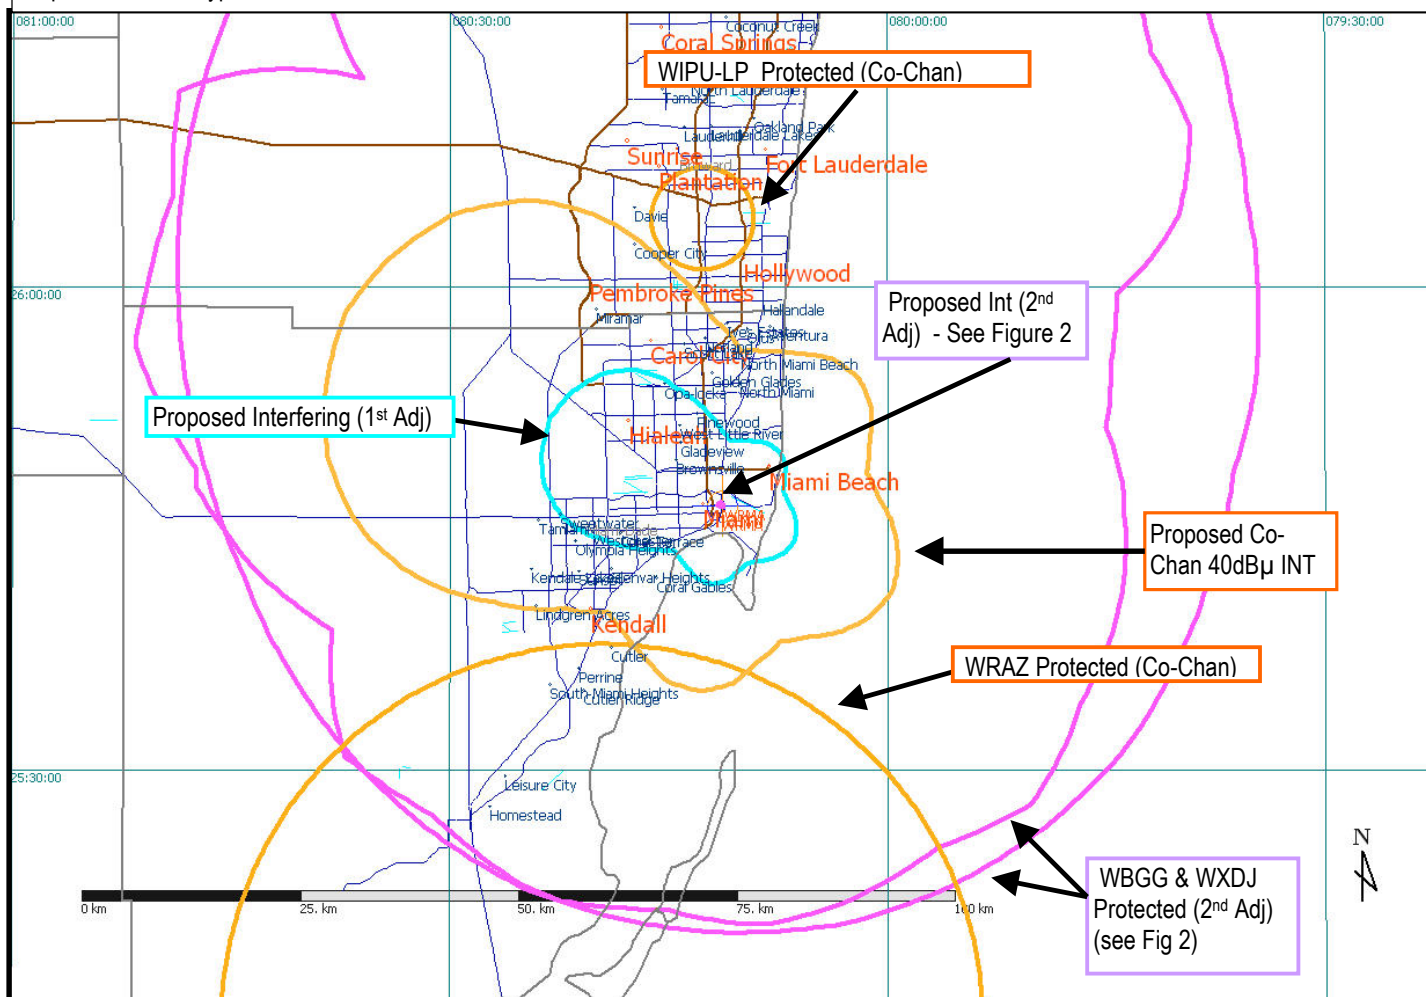 081:00:00
080:30:00
080:00:00
079:30:00
Coconut Creek
Coral Springs
WIPU-LP Protected (Co-Chan)
North Lauderdale
Oakland Park
Lauderdale Lakes
Sunrise
Fort Lauderdale
Plantation
Davie
Cooper City
Hollywood
26:00:00
Pembroke Pines
Proposed Int (2nd
Adj) - See Figure 2
Hallandale
Miramar
Carol City
North Miami Beach
Golden Glades
Opa-locka
North Miami
Proposed Interfering (1st Adj)
Pinewood
Hialeah
West Little River
Gladeview
Brownsville
Miami Beach
Miami
Sweetwater
Olympia Heights
Proposed Co-
Chan 40dBµ INT
Coral Gables
Lindgren Acres
Kendall
Cutler
WRAZ Protected (Co-Chan)
Perrine
South Miami Heights
Cutler Ridge
25:30:00
Leisure City
Homestead
N
WBGG & WXDJ
Protected (2nd Adj)
(see Fig 2)
0 km
25. km
50. km
75. km
100 km